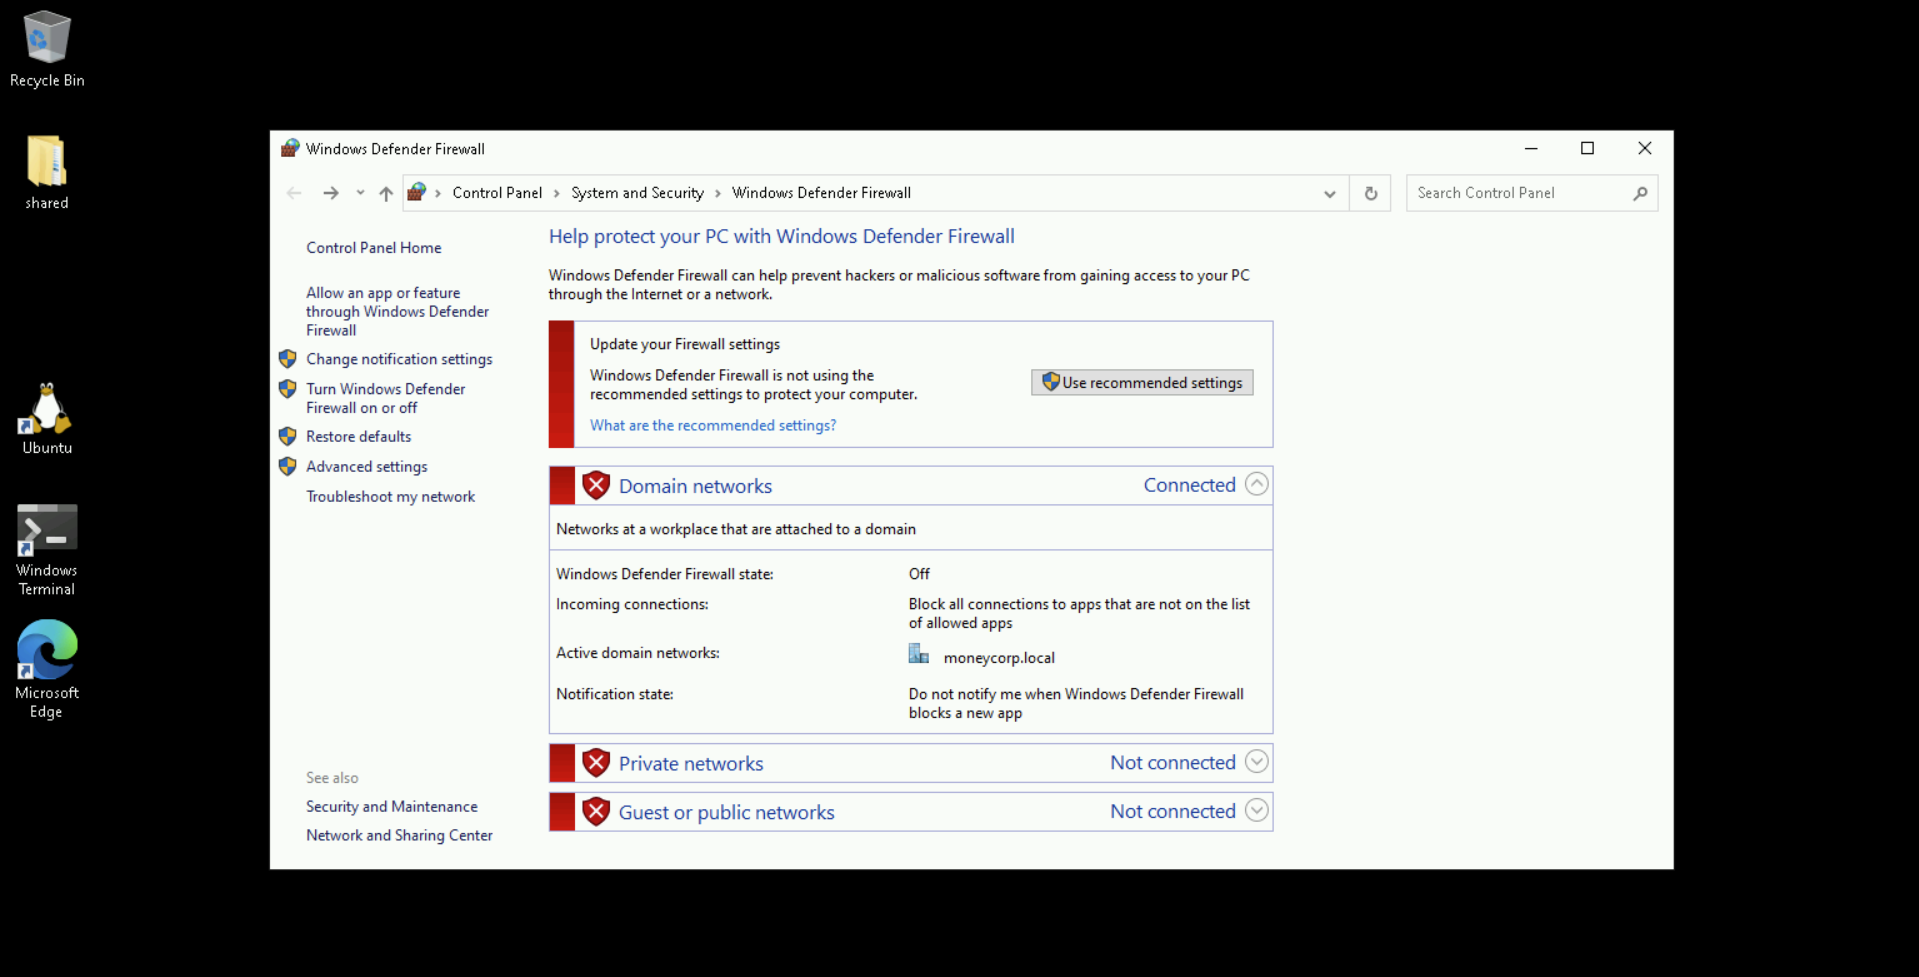 Recycle Bin
shared
Ubuntu
Windows
Terminal
Microsoft
Edge
Windows Defender Firewall
Control Panel
System and Security
Windows Defender Firewall
Search Control Panel
Control Panel Home
Allow an app or feature
through Windows Defender
Firewall
Change notification settings
Turn Windows Defender
Firewall on or off
Restore defaults
Advanced settings
Troubleshoot my network
See also
Security and Maintenance
Network and Sharing Center
Help protect your PC with Windows Defender Firewall
Windows Defender Firewall can help prevent hackers or malicious software from gaining access to your PC
through the Internet or a network.
Update your Firewall settings
Windows Defender Firewall is not using the
recommended settings to protect your computer.
What are the recommended settings?
Use recommended settings
Domain networks Connected
Networks at a workplace that are attached to a domain
Windows Defender Firewall state: Off
Incoming connections: Block all connections to apps that are not on the list
of allowed apps
Active domain networks: moneycorp.local
Notification state: Do not notify me when Windows Defender Firewall
blocks a new app
Private networks Not connected
Guest or public networks Not connected